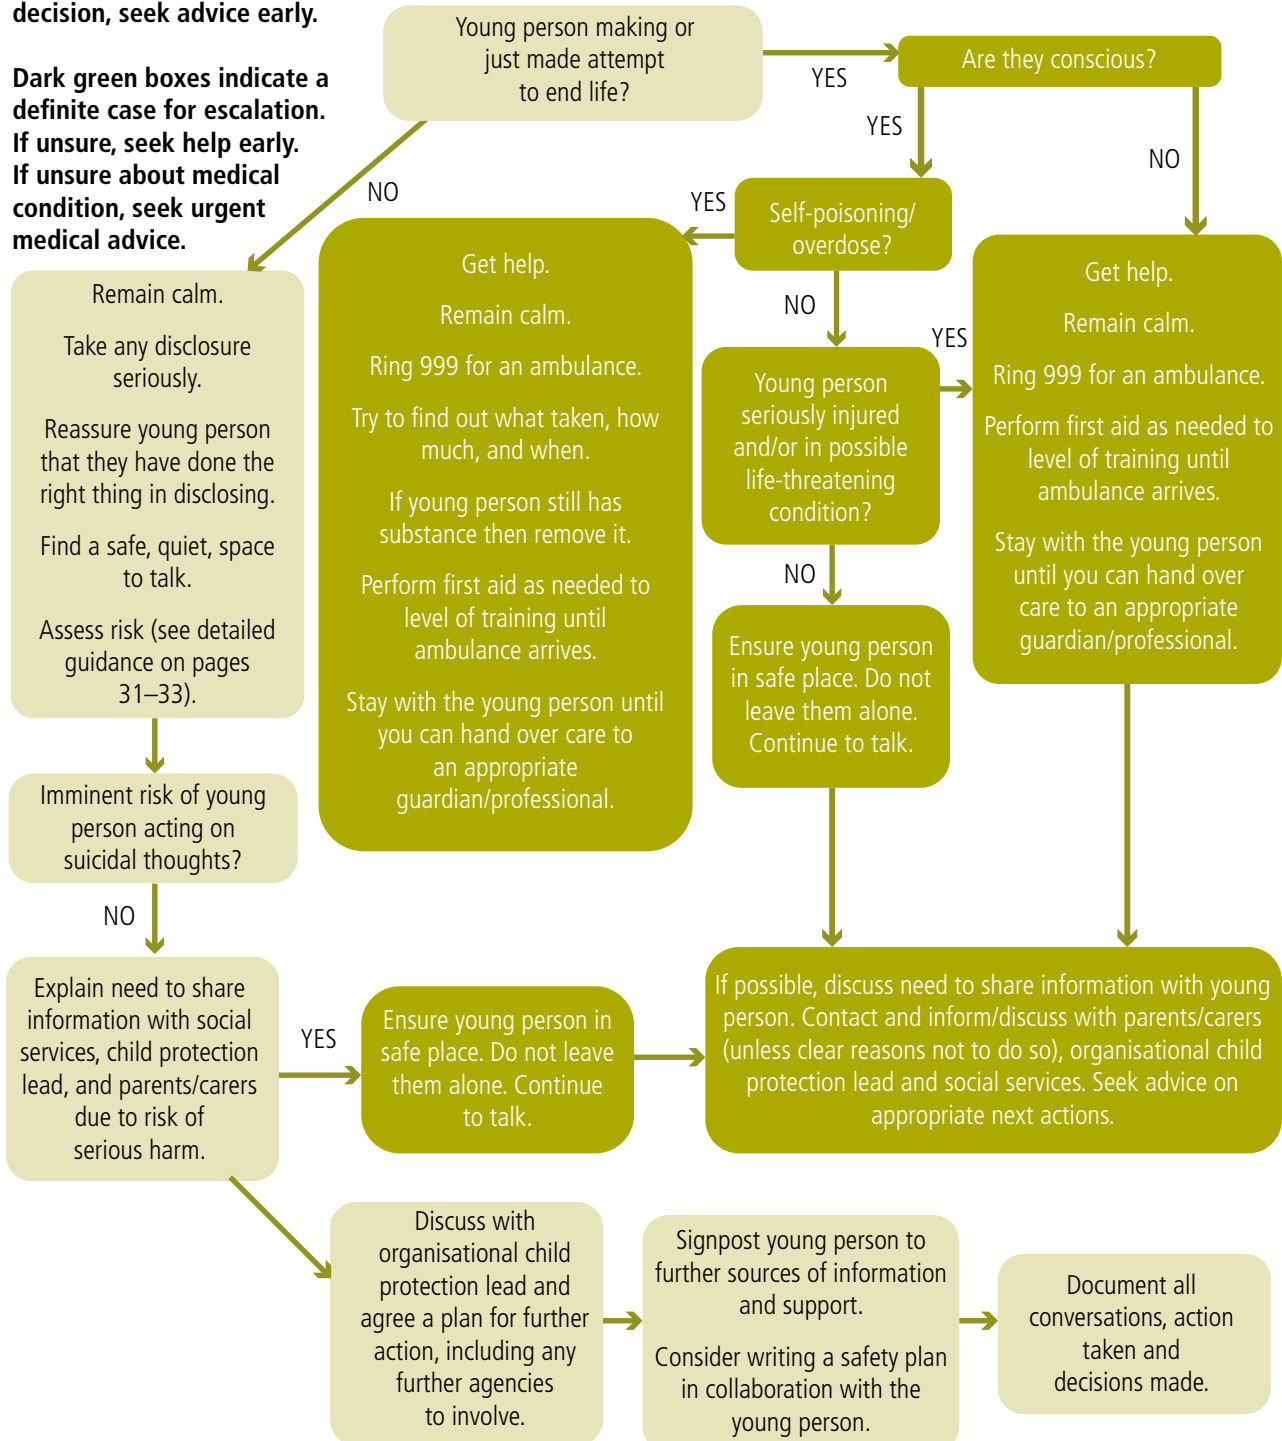 decision, seek advice early.
Dark green boxes indicate a
definite case for escalation.
If unsure, seek help early.
If unsure about medical
condition, seek urgent
medical advice.
Young person making or
just made attempt
to end life?
YES
Are they conscious?
YES
NO
NO
Self-poisoning/
overdose?
YES
NO
Remain calm.
Take any disclosure
seriously.
Reassure young person
that they have done the
right thing in disclosing.
Find a safe, quiet, space
to talk.
Assess risk (see detailed
guidance on pages
31–33).
Get help.
Remain calm.
Ring 999 for an ambulance.
Try to find out what taken, how
much, and when.
If young person still has
substance then remove it.
Perform first aid as needed to
level of training until
ambulance arrives.
Stay with the young person until
you can hand over care to
an appropriate
guardian/professional.
Young person
seriously injured
and/or in possible
life-threatening
condition?
YES
NO
Get help.
Remain calm.
Ring 999 for an ambulance.
Perform first aid as needed to
level of training until
ambulance arrives.
Stay with the young person
until you can hand over
care to an appropriate
guardian/professional.
Ensure young person
in safe place. Do not
leave them alone.
Continue to talk.
Imminent risk of young
person acting on
suicidal thoughts?
NO
Explain need to share
information with social
services, child protection
lead, and parents/carers
due to risk of
serious harm.
YES
Ensure young person in
safe place. Do not leave
them alone. Continue
to talk.
If possible, discuss need to share information with young
person. Contact and inform/discuss with parents/carers
(unless clear reasons not to do so), organisational child
protection lead and social services. Seek advice on
appropriate next actions.
Discuss with
organisational child
protection lead and
agree a plan for further
action, including any
further agencies
to involve.
Signpost young person to
further sources of information
and support.
Consider writing a safety plan
in collaboration with the
young person.
Document all
conversations, action
taken and
decisions made.